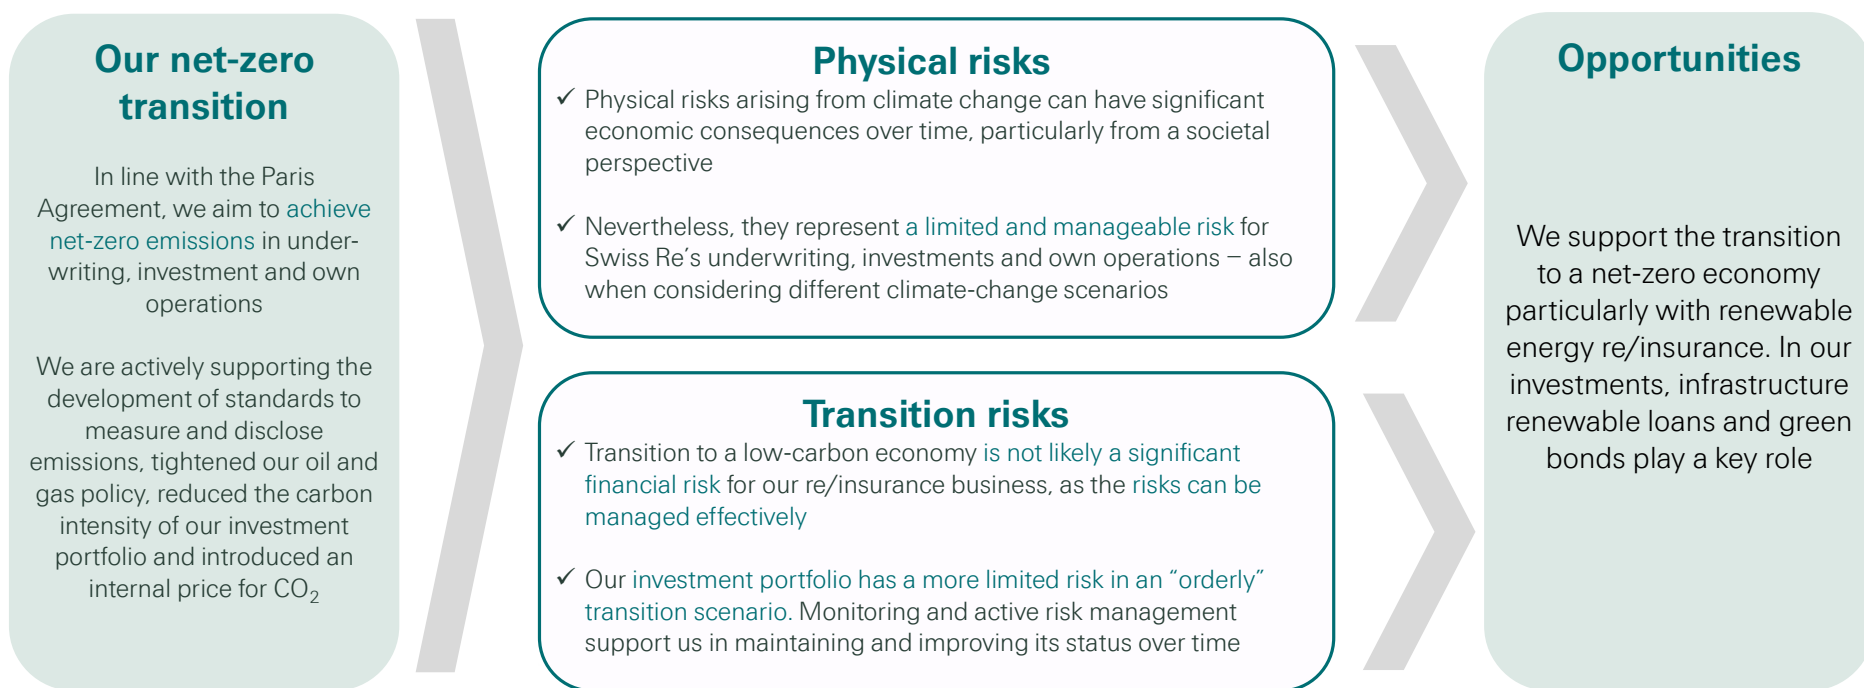 Our net-zero
transition
In line with the Paris
Agreement, we aim to achieve
net-zero emissions in under-
writing, investment and own
operations
We are actively supporting the
development of standards to
measure and disclose
emissions, tightened our oil and
gas policy, reduced the carbon
intensity of our investment
portfolio and introduced an
internal price for CO₂
Physical risks
✓ Physical risks arising from climate change can have significant
economic consequences over time, particularly from a societal
perspective
✓ Nevertheless, they represent a limited and manageable risk for
Swiss Re’s underwriting, investments and own operations – also
when considering different climate-change scenarios
Transition risks
✓ Transition to a low-carbon economy is not likely a significant
financial risk for our re/insurance business, as the risks can be
managed effectively
✓ Our investment portfolio has a more limited risk in an “orderly”
transition scenario. Monitoring and active risk management
support us in maintaining and improving its status over time
Opportunities
We support the transition
to a net-zero economy
particularly with renewable
energy re/insurance. In our
investments, infrastructure
renewable loans and green
bonds play a key role